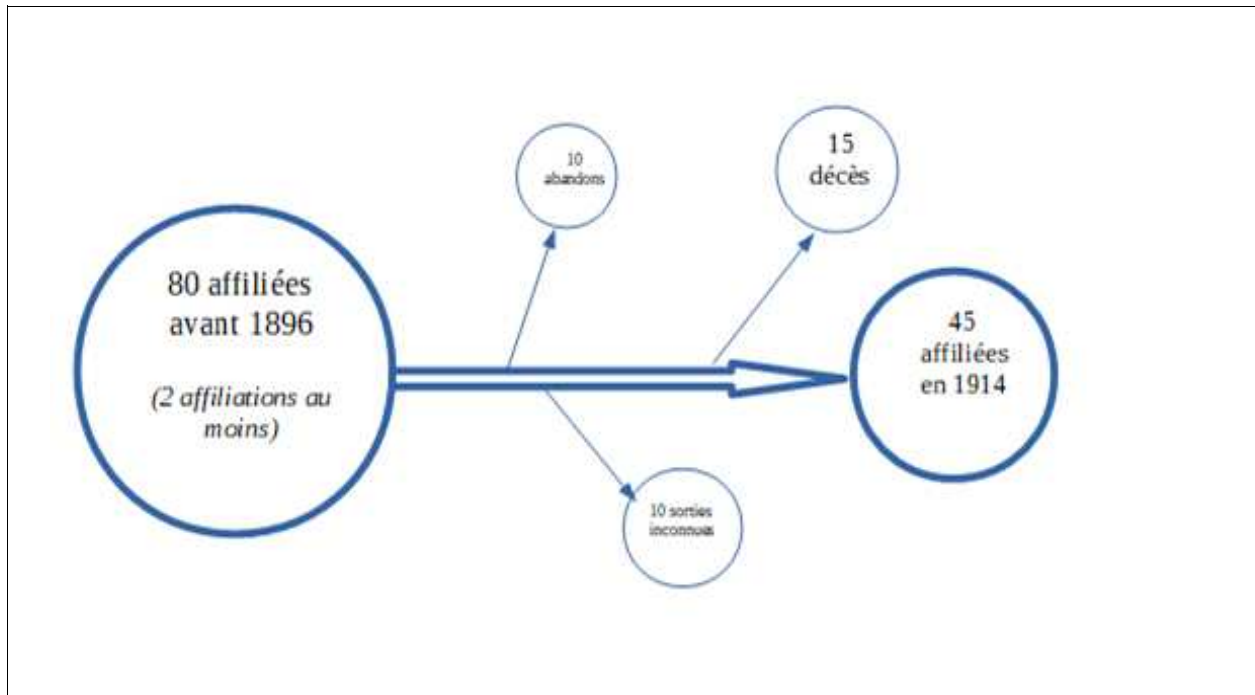 80 affiliées
avant 1896
(2 affiliations au
moins)
10
abandons
15
décès
10 sorties
inconnues
45
affiliées
en 1914